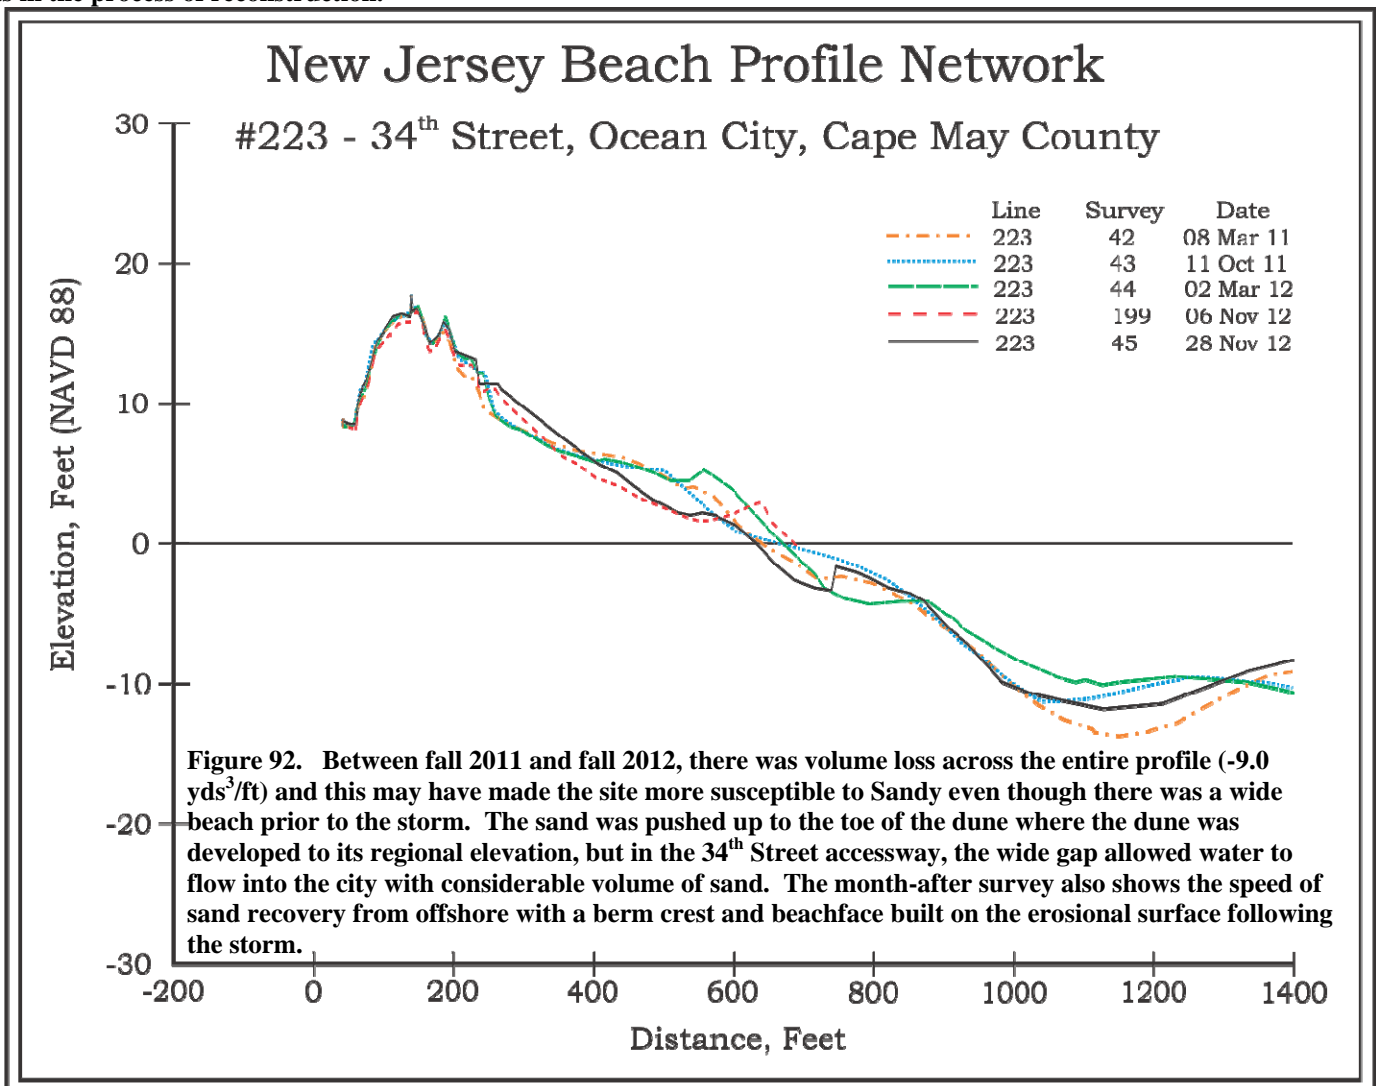 is in the process of reconstruction.
New Jersey Beach Profile Network
#223 - 34th Street, Ocean City, Cape May County
Line Survey Date
223 42 08 Mar 11
223 43 11 Oct 11
223 44 02 Mar 12
223 199 06 Nov 12
223 45 28 Nov 12
Elevation, Feet (NAVD 88)
30
20
10
0
-10
-20
-30
Figure 92. Between fall 2011 and fall 2012, there was volume loss across the entire profile (-9.0
yds3/ft) and this may have made the site more susceptible to Sandy even though there was a wide
beach prior to the storm. The sand was pushed up to the toe of the dune where the dune was
developed to its regional elevation, but in the 34th Street accessway, the wide gap allowed water to
flow into the city with considerable volume of sand. The month-after survey also shows the speed of
sand recovery from offshore with a berm crest and beachface built on the erosional surface following
the storm.
-200 0 200 400 600 800 1000 1200 1400
Distance, Feet